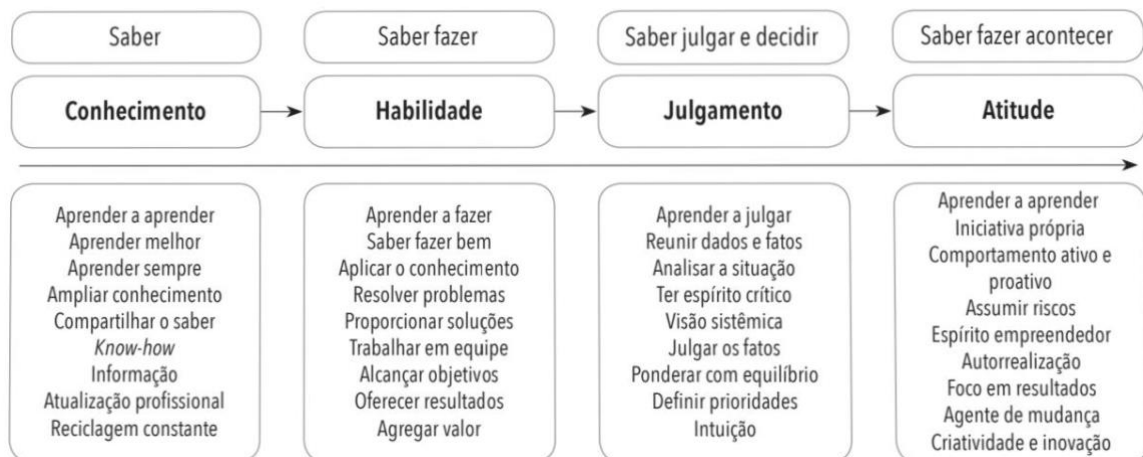 Saber
Saber fazer
Saber julgar e decidir
Saber fazer acontecer
Conhecimento
Habilidade
Julgamento
Atitude
Aprender a aprender
Aprender melhor
Aprender sempre
Ampliar conhecimento
Compartilhar o saber
Know-how
Informação
Atualização profissional
Reciclagem constante
Aprender a fazer
Saber fazer bem
Aplicar o conhecimento
Resolver problemas
Proporcionar soluções
Trabalhar em equipe
Alcançar objetivos
Oferecer resultados
Agregar valor
Aprender a julgar
Reunir dados e fatos
Analisar a situação
Ter espírito crítico
Visão sistêmica
Julgar os fatos
Ponderar com equilíbrio
Definir prioridades
Intuição
Aprender a aprender
Iniciativa própria
Comportamento ativo e
proativo
Assumir riscos
Espírito empreendedor
Autorrealização
Foco em resultados
Agente de mudança
Criatividade e inovação